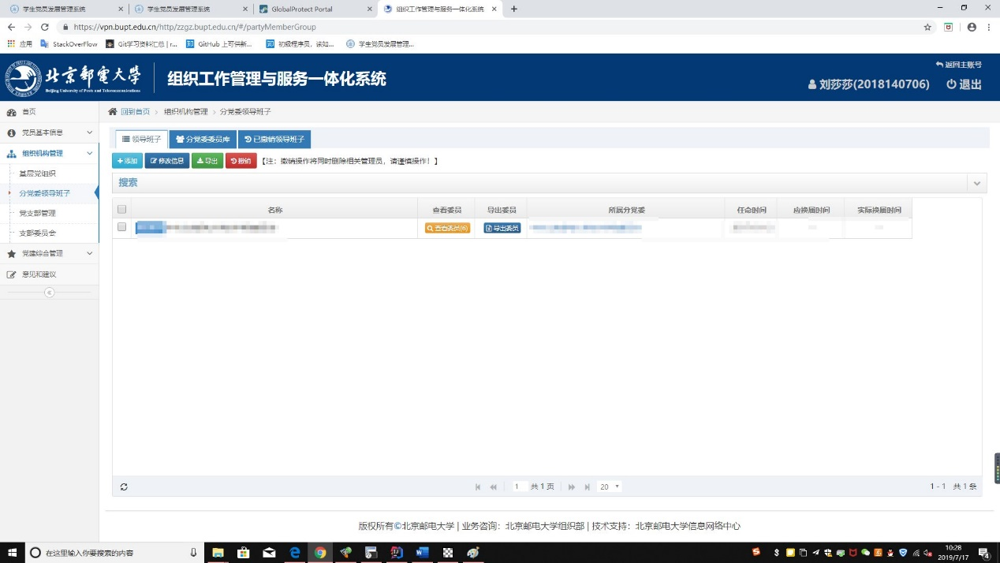 学生党员发展管理系统
学生党员发展管理系统
GlobalProtect Portal
组织工作管理与服务一体化系统
https://vpn.bupt.edu.cn/http/zzgz.bupt.edu.cn/#/partyMemberGroup
应用 StackOverFlow Git学习资料汇总 | r... GitHub 上可供新... 初级程序员，该如... 学生党员发展管理...
北京邮电大学
Beijing University of Posts and Telecommunications
组织工作管理与服务一体化系统
返回主账号
刘莎莎(2018140706) 退出
首页
党员基本信息
组织机构管理
基层党组织
分党委领导班子
党支部管理
支部委员会
党建综合管理
意见和建议
回到首页 > 组织机构管理 > 分党委领导班子
领导班子 分党委委员库 已撤销领导班子
+添加 修改信息 导出 撤销 【注：撤销操作将同时删除相关管理员，请谨慎操作！】
搜索
名称 查看委员 导出委员 所属分党委 任命时间 应换届时间 实际换届时间
查看委员(6) 导出委员
1 共 1 页 20
1 - 1 共 1 条
版权所有©北京邮电大学 | 业务咨询：北京邮电大学组织部 | 技术支持：北京邮电大学信息网络中心
在这里输入你要搜索的内容
10:28
2019/7/17
4